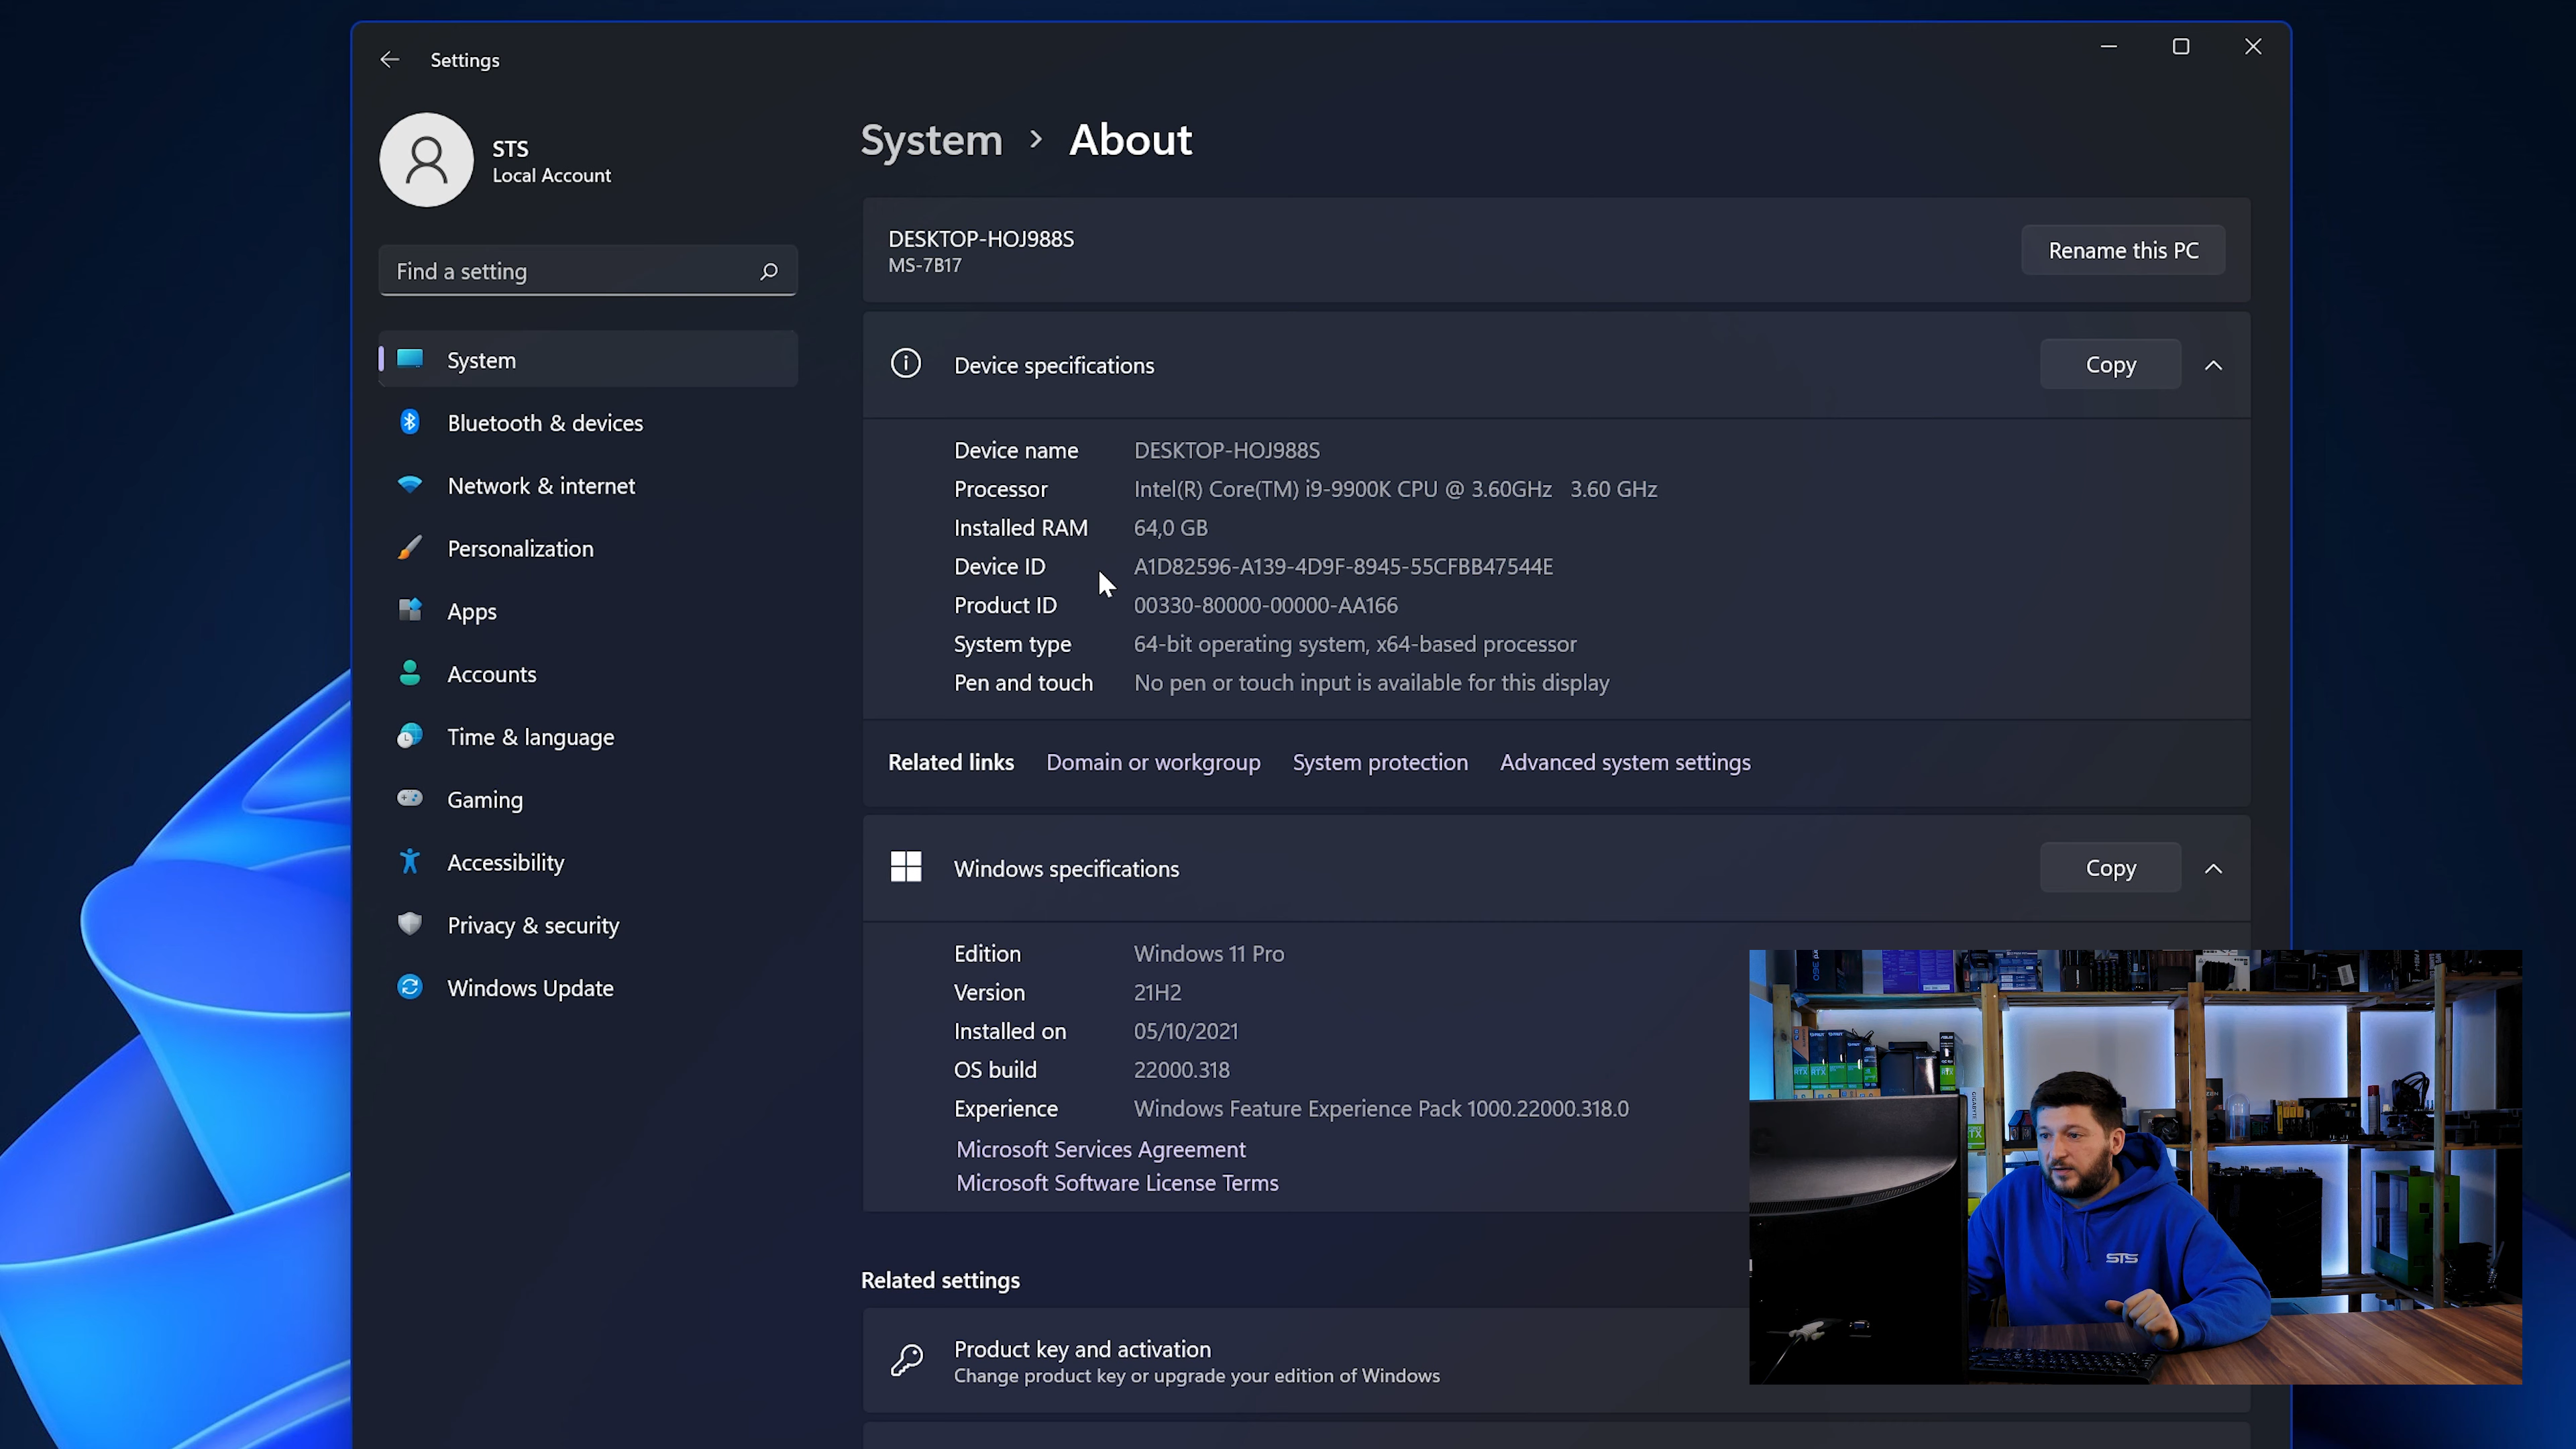 Settings
STS
Local Account
Find a setting
System
Bluetooth & devices
Network & internet
Personalization
Apps
Accounts
Time & language
Gaming
Accessibility
Privacy & security
Windows Update
System > About
DESKTOP-HOJ988S
MS-7B17
Rename this PC
Device specifications
Copy
Device name DESKTOP-HOJ988S
Processor Intel(R) Core(TM) i9-9900K CPU @ 3.60GHz 3.60 GHz
Installed RAM 64,0 GB
Device ID A1D82596-A139-4D9F-8945-55CFBB47544E
Product ID 00330-80000-00000-AA166
System type 64-bit operating system, x64-based processor
Pen and touch No pen or touch input is available for this display
Related links Domain or workgroup System protection Advanced system settings
Windows specifications
Copy
Edition Windows 11 Pro
Version 21H2
Installed on 05/10/2021
OS build 22000.318
Experience Windows Feature Experience Pack 1000.22000.318.0
Microsoft Services Agreement
Microsoft Software License Terms
Related settings
Product key and activation
Change product key or upgrade your edition of Windows
STS
RTX
RTX